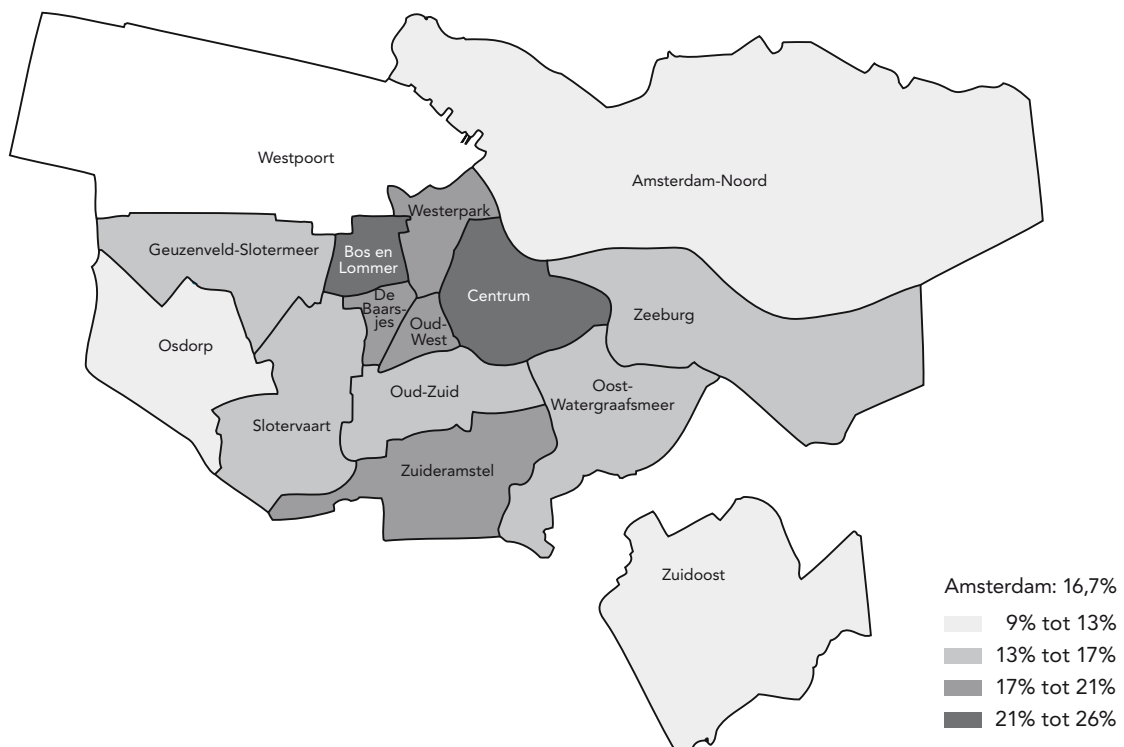 Westpoort
Amsterdam-Noord
Westerpark
Geuzenveld-Slotermeer
Bos en
Lommer
De
Baars-
jes
Centrum
Oud-
West
Zeeburg
Osdorp
Oud-Zuid
Oost-
Watergraafsmeer
Slotervaart
Zuideramstel
Zuidoost
Amsterdam: 16,7%
9% tot 13%
13% tot 17%
17% tot 21%
21% tot 26%